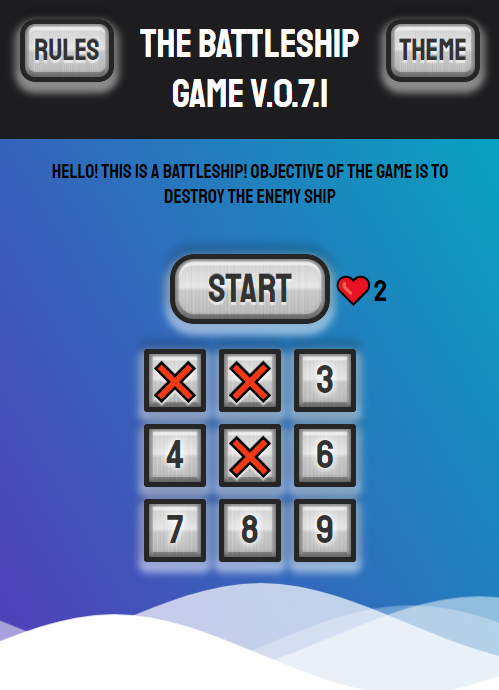 RULES
THE BATTLESHIP
GAME V.0.7.1
THEME
HELLO! THIS IS A BATTLESHIP! OBJECTIVE OF THE GAME IS TO
DESTROY THE ENEMY SHIP
START
2
3
4
6
7
8
9